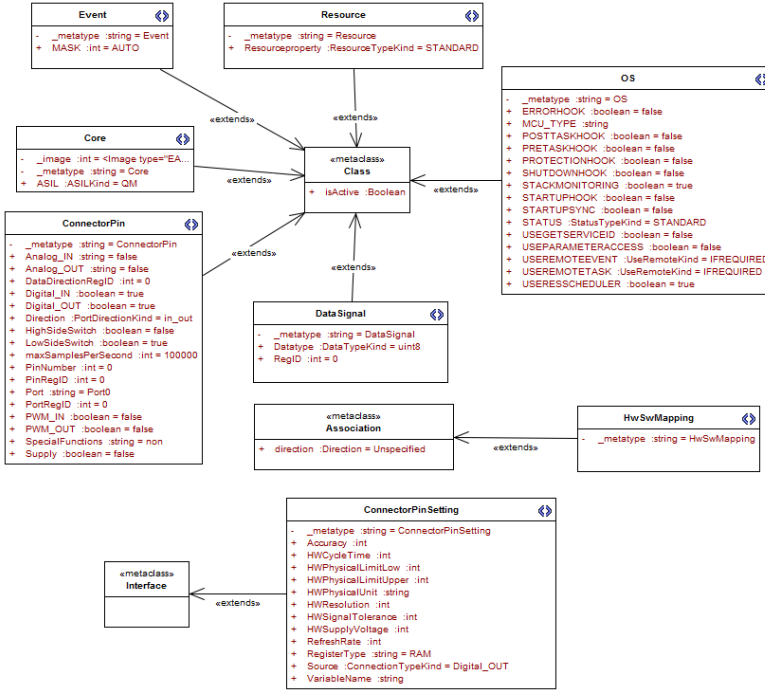 Event
- _metatype :string = Event
+ MASK :int = AUTO
Resource
- _metatype :string = Resource
+ Resourceproperty :ResourceTypeKind = STANDARD
OS
- _metatype :string = OS
+ ERRORHOOK :boolean = false
+ MCU_TYPE :string
+ POSTTASKHOOK :boolean = false
+ PRETASKHOOK :boolean = false
+ PROTECTIONHOOK :boolean = false
+ SHUTDOWNHOOK :boolean = false
+ STACKMONITORING :boolean = true
+ STARTUPHOOK :boolean = false
+ STARTUPSYNC :boolean = false
+ STATUS :StatusTypeKind = STANDARD
+ USEGETSERVICEID :boolean = false
+ USEPARAMETERACCESS :boolean = false
+ USEREMOTEEVENT :UseRemoteKind = IFREQUIRED
+ USEREMOTETASK :UseRemoteKind = IFREQUIRED
+ USERESSCHEDULER :boolean = true
«extends»
«extends»
Core
- _image :int = <Image type="EA...
- _metatype :string = Core
+ ASIL :ASILKind = QM
«extends»
«metaclass»
Class
+ isActive :Boolean
«extends»
ConnectorPin
- _metatype :string = ConnectorPin
+ Analog_IN :string = false
+ Analog_OUT :string = false
+ DataDirectionRegID :int = 0
+ Digital_IN :boolean = true
+ Digital_OUT :boolean = true
+ Direction :PortDirectionKind = in_out
+ HighSideSwitch :boolean = false
+ LowSideSwitch :boolean = true
+ maxSamplesPerSecond :int = 100000
+ PinNumber :int = 0
+ PinRegID :int = 0
+ Port :string = Port0
+ PortRegID :int = 0
+ PWM_IN :boolean = false
+ PWM_OUT :boolean = false
+ SpecialFunctions :string = non
+ Supply :boolean = false
«extends»
«extends»
DataSignal
- _metatype :string = DataSignal
+ Datatype :DataTypeKind = uint8
+ RegID :int = 0
«metaclass»
Association
+ direction :Direction = Unspecified
«extends»
HwSwMapping
- _metatype :string = HwSwMapping
«metaclass»
Interface
«extends»
ConnectorPinSetting
- _metatype :string = ConnectorPinSetting
+ Accuracy :int
+ HWCycleTime :int
+ HWPhysicalLimitLow :int
+ HWPhysicalLimitUpper :int
+ HWPhysicalUnit :string
+ HWResolution :int
+ HWSignalTolerance :int
+ HWSupplyVoltage :int
+ RefreshRate :int
+ RegisterType :string = RAM
+ Source :ConnectionTypeKind = Digital_OUT
+ VariableName :string